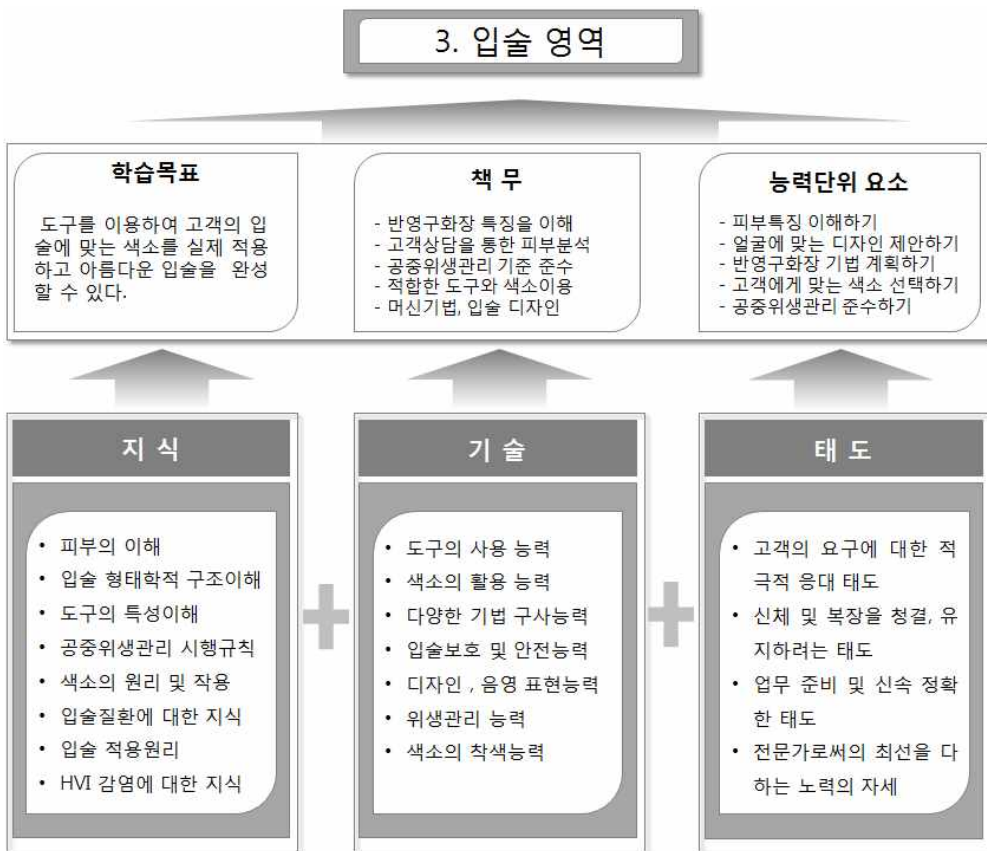 3. 입술 영역
학습목표
도구를 이용하여 고객의 입
술에 맞는 색소를 실제 적용
하고 아름다운 입술을 완성
할 수 있다.
책 무
- 반영구화장 특징을 이해
- 고객상담을 통한 피부분석
- 공중위생관리 기준 준수
- 적합한 도구와 색소이용
- 머신기법, 입술 디자인
능력단위 요소
- 피부특징 이해하기
- 얼굴에 맞는 디자인 제안하기
- 반영구화장 기법 계획하기
- 고객에게 맞는 색소 선택하기
- 공중위생관리 준수하기
지 식
• 피부의 이해
• 입술 형태학적 구조이해
• 도구의 특성이해
• 공중위생관리 시행규칙
• 색소의 원리 및 작용
• 입술질환에 대한 지식
• 입술 적용원리
• HVI 감염에 대한 지식
기 술
• 도구의 사용 능력
• 색소의 활용 능력
• 다양한 기법 구사능력
• 입술보호 및 안전능력
• 디자인 , 음영 표현능력
• 위생관리 능력
• 색소의 착색능력
태 도
• 고객의 요구에 대한 적
극적 응대 태도
• 신체 및 복장을 청결, 유
지하려는 태도
• 업무 준비 및 신속 정확
한 태도
• 전문가로써의 최선을 다
하는 노력의 자세